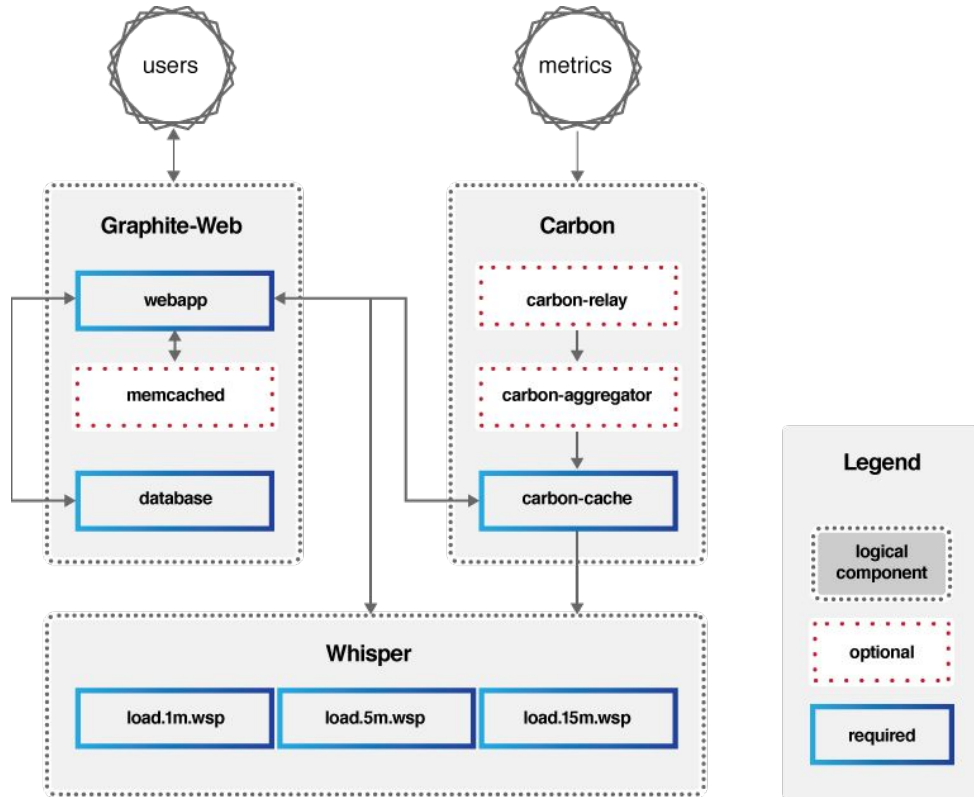 users
metrics
Graphite-Web
Carbon
webapp
carbon-relay
memcached
carbon-aggregator
database
carbon-cache
Whisper
load.1m.wsp
load.5m.wsp
load.15m.wsp
Legend
logical
component
optional
required